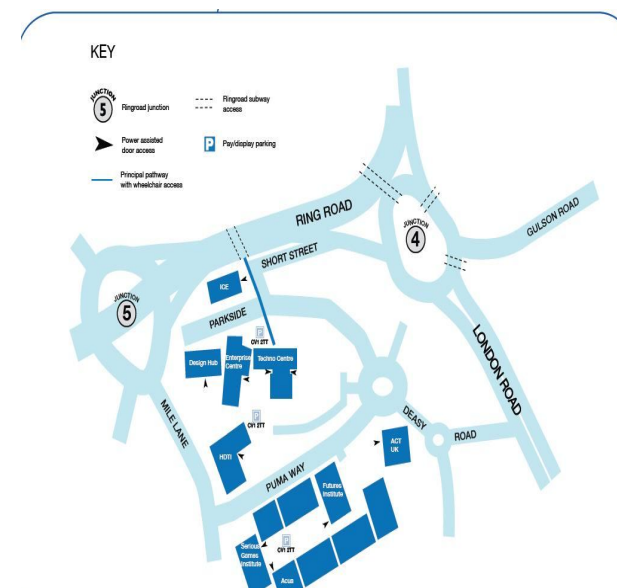 KEY
JUNCTION
5
Ringroad junction
Ringroad subway
access
Power assisted
door access
P
Pay/display parking
Principal pathway
with wheelchair access
RING ROAD
JUNCTION
4
GULSON ROAD
SHORT STREET
ICE
JUNCTION
5
PARKSIDE
P
CV1 2TT
LONDON ROAD
Design Hub
Enterprise
Centre
Techno Centre
MILE LANE
P
CV1 2TT
DEASY
ROAD
ACT
UK
HDTI
PUMA WAY
Futures
Institute
P
CV1 2TT
Serious
Games
Institute
Acua